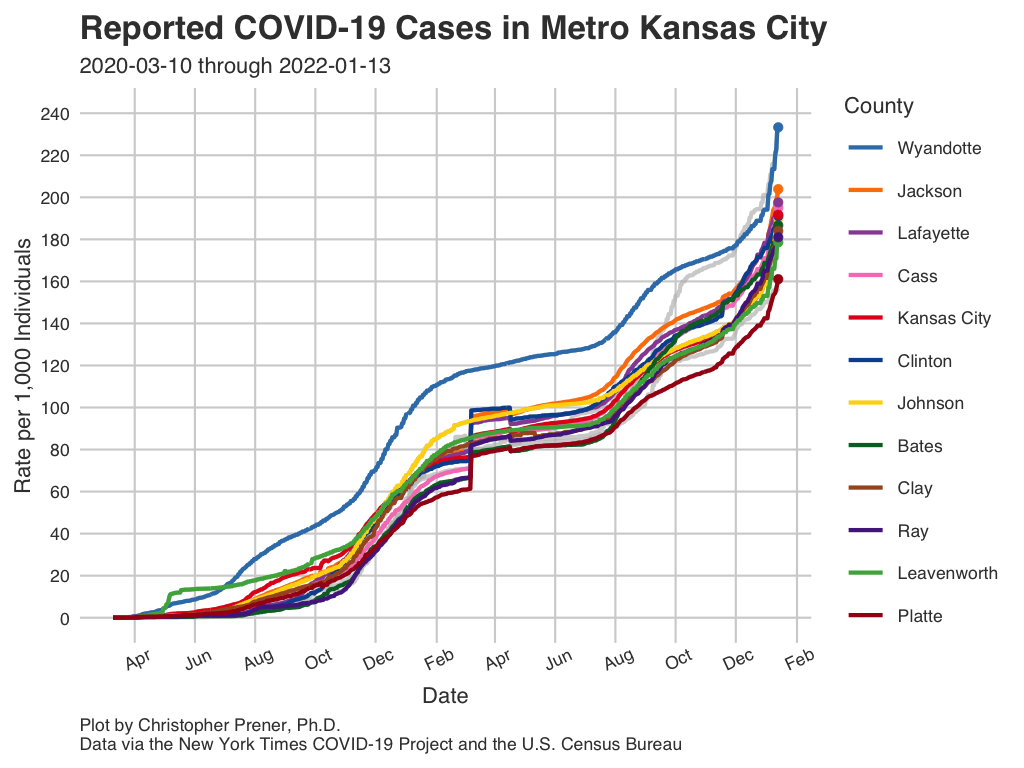 Reported COVID-19 Cases in Metro Kansas City
2020-03-10 through 2022-01-13
Rate per 1,000 Individuals
240
220
200
180
160
140
120
100
80
60
40
20
0
Apr Jun Aug Oct Dec Feb Apr Jun Aug Oct Dec Feb
Date
County
Wyandotte
Jackson
Lafayette
Cass
Kansas City
Clinton
Johnson
Bates
Clay
Ray
Leavenworth
Platte
Plot by Christopher Prener, Ph.D.
Data via the New York Times COVID-19 Project and the U.S. Census Bureau